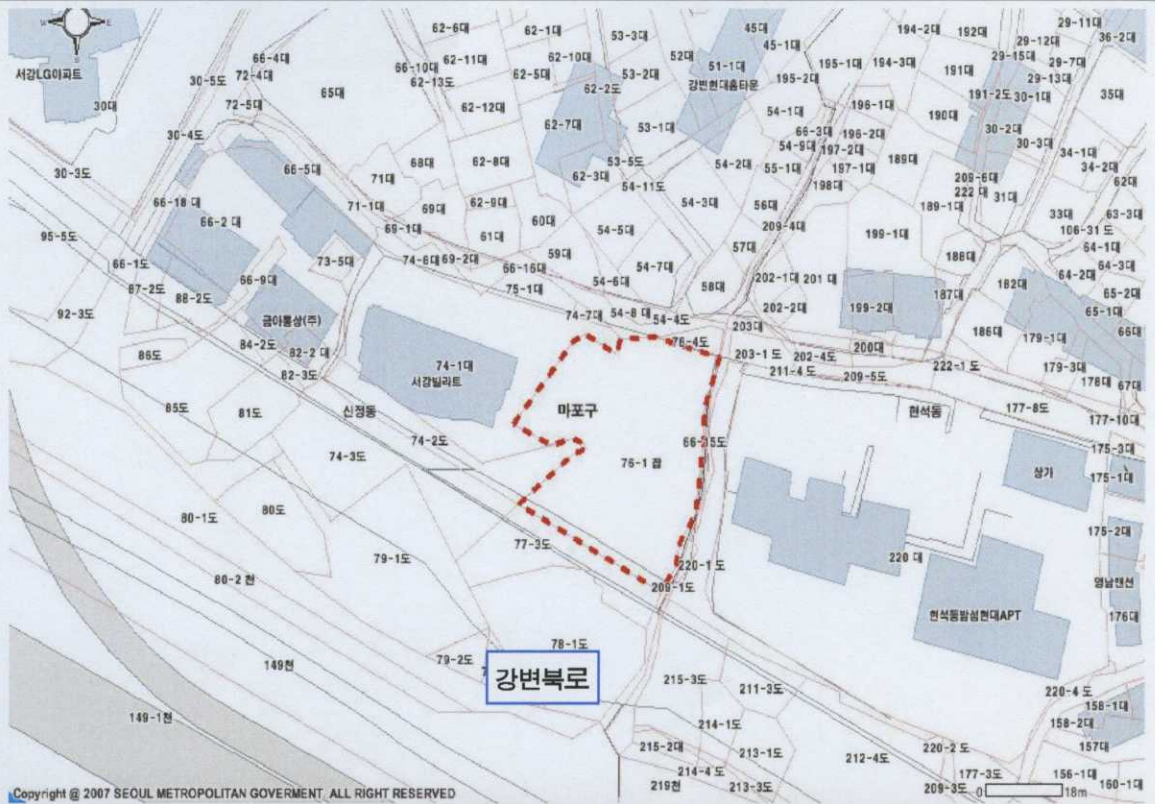 62-6대
62-1대
53-3대
45대
194-2대
192대
29-11대
36-2대
66-4대
62-11대
62-10대
52대
45-1대
29-12대
서강LG아파트
30-5도
72-4대
66-10대
62-13도
62-5대
53-2대
51-1대
강변현대홈타운
195-2대
195-1대
194-3대
191대
29-15대
29-7대
29-13대
30대
65대
62-2도
191-2도
30-1대
35대
72-5대
62-12대
54-1대
196-1대
190대
30-4도
62-7대
53-1대
66-3도
196-2대
30-2대
30-3대
54-9대
197-2대
34-1대
30-3도
66-5대
68대
62-8대
53-5도
54-2대
55-1대
197-1대
189대
34-2대
71대
62-3대
54-11도
198대
209-6대
222 대
62대
66-18 대
66-2 대
71-1대
69대
62-9대
54-3대
56대
189-1대
31대
33대
63-3대
95-5도
69-1대
61대
60대
54-5대
209-4대
199-1대
106-31 도
64-1대
66-1도
73-5대
74-6대
69-2대
59대
57대
188대
64-3대
87-2도
66-9대
66-16대
54-7대
202-1대
201 대
182대
64-2대
88-2도
75-1대
54-6대
58대
187대
65-2대
92-3도
금아통상(주)
74-7대
54-8 대
54-4도
202-2대
199-2대
65-1대
84-2도
203대
186대
179-1대
66대
86도
82-2 대
74-1대
76-4도
203-1 도
202-4도
200대
82-3도
서강빌라트
211-4 도
209-5도
222-1 도
179-3대
178대
67대
85도
81도
신정동
마포구
현석동
177-8도
177-10대
74-2도
66-35도
175-3대
74-3도
76-1 잡
상가
175-1대
80-1도
80도
77-3도
175-2대
79-1도
220-1 도
220 대
80-2 천
209-1도
영남맨션
현석동밤섬현대APT
176대
78-1도
79-2도
149천
강변북로
215-3도
211-3도
220-4 도
158-1대
149-1천
214-1도
158-2대
215-2대
213-1도
212-4도
220-2 도
157대
214-4 도
177-3도
156-1대
219천
213-3도
209-3도
160-1대
0 18m
Copyright @ 2007 SEOUL METROPOLITAN GOVERMENT, ALL RIGHT RESERVED